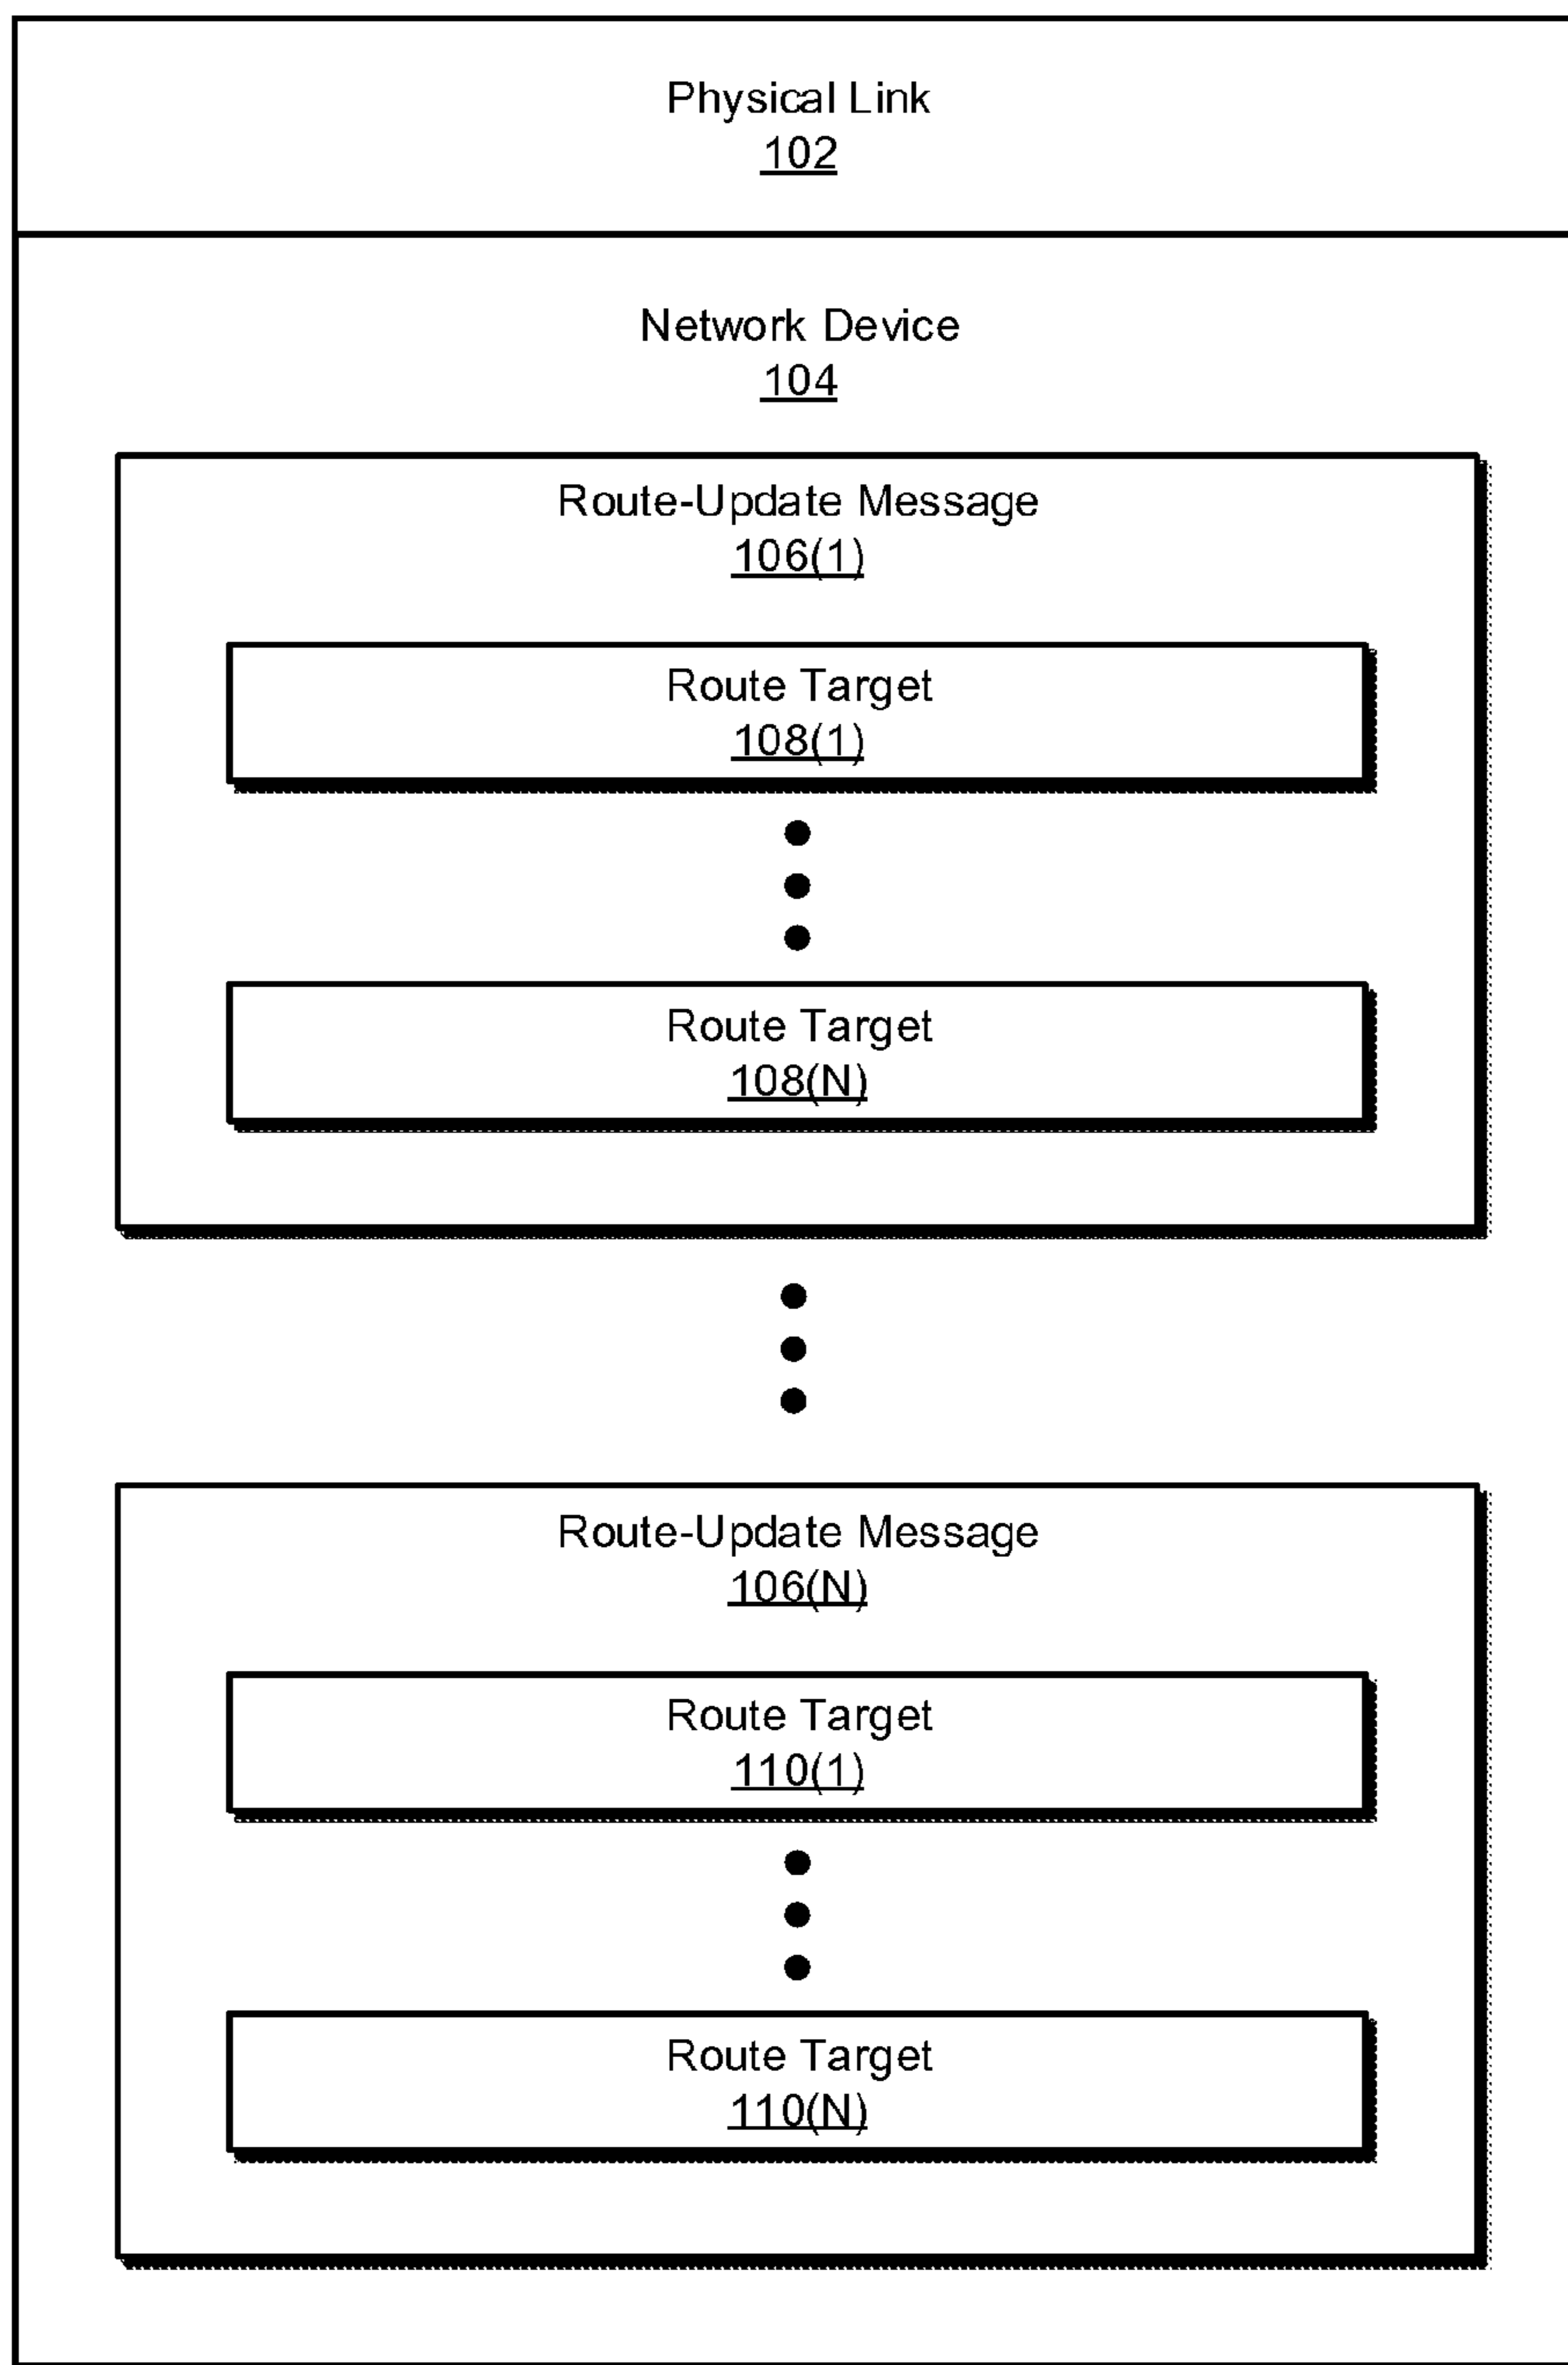 Physical Link
102
Network Device
104
Route-Update Message
106(1)
Route Target
108(1)
Route Target
108(N)
Route-Update Message
106(N)
Route Target
110(1)
Route Target
110(N)